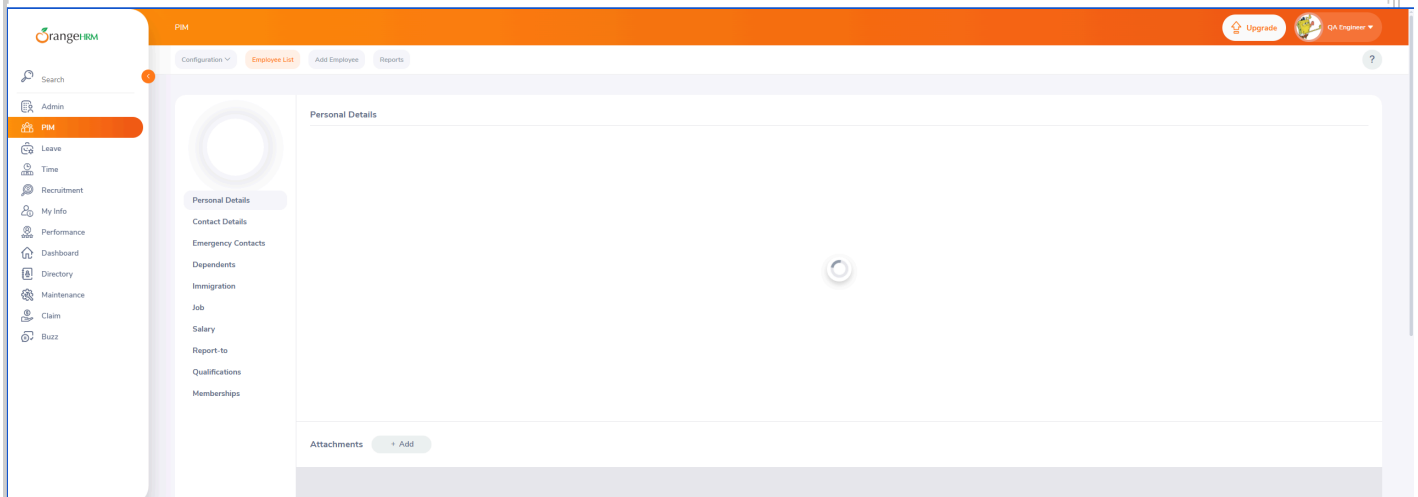 OrangeHRM
Search
Admin
PIM
Leave
Time
Recruitment
My Info
Performance
Dashboard
Directory
Maintenance
Claim
Buzz
PIM
Upgrade
QA Engineer
Configuration
Employee List
Add Employee
Reports
?
Personal Details
Contact Details
Emergency Contacts
Dependents
Immigration
Job
Salary
Report-to
Qualifications
Memberships
Personal Details
Attachments
+ Add